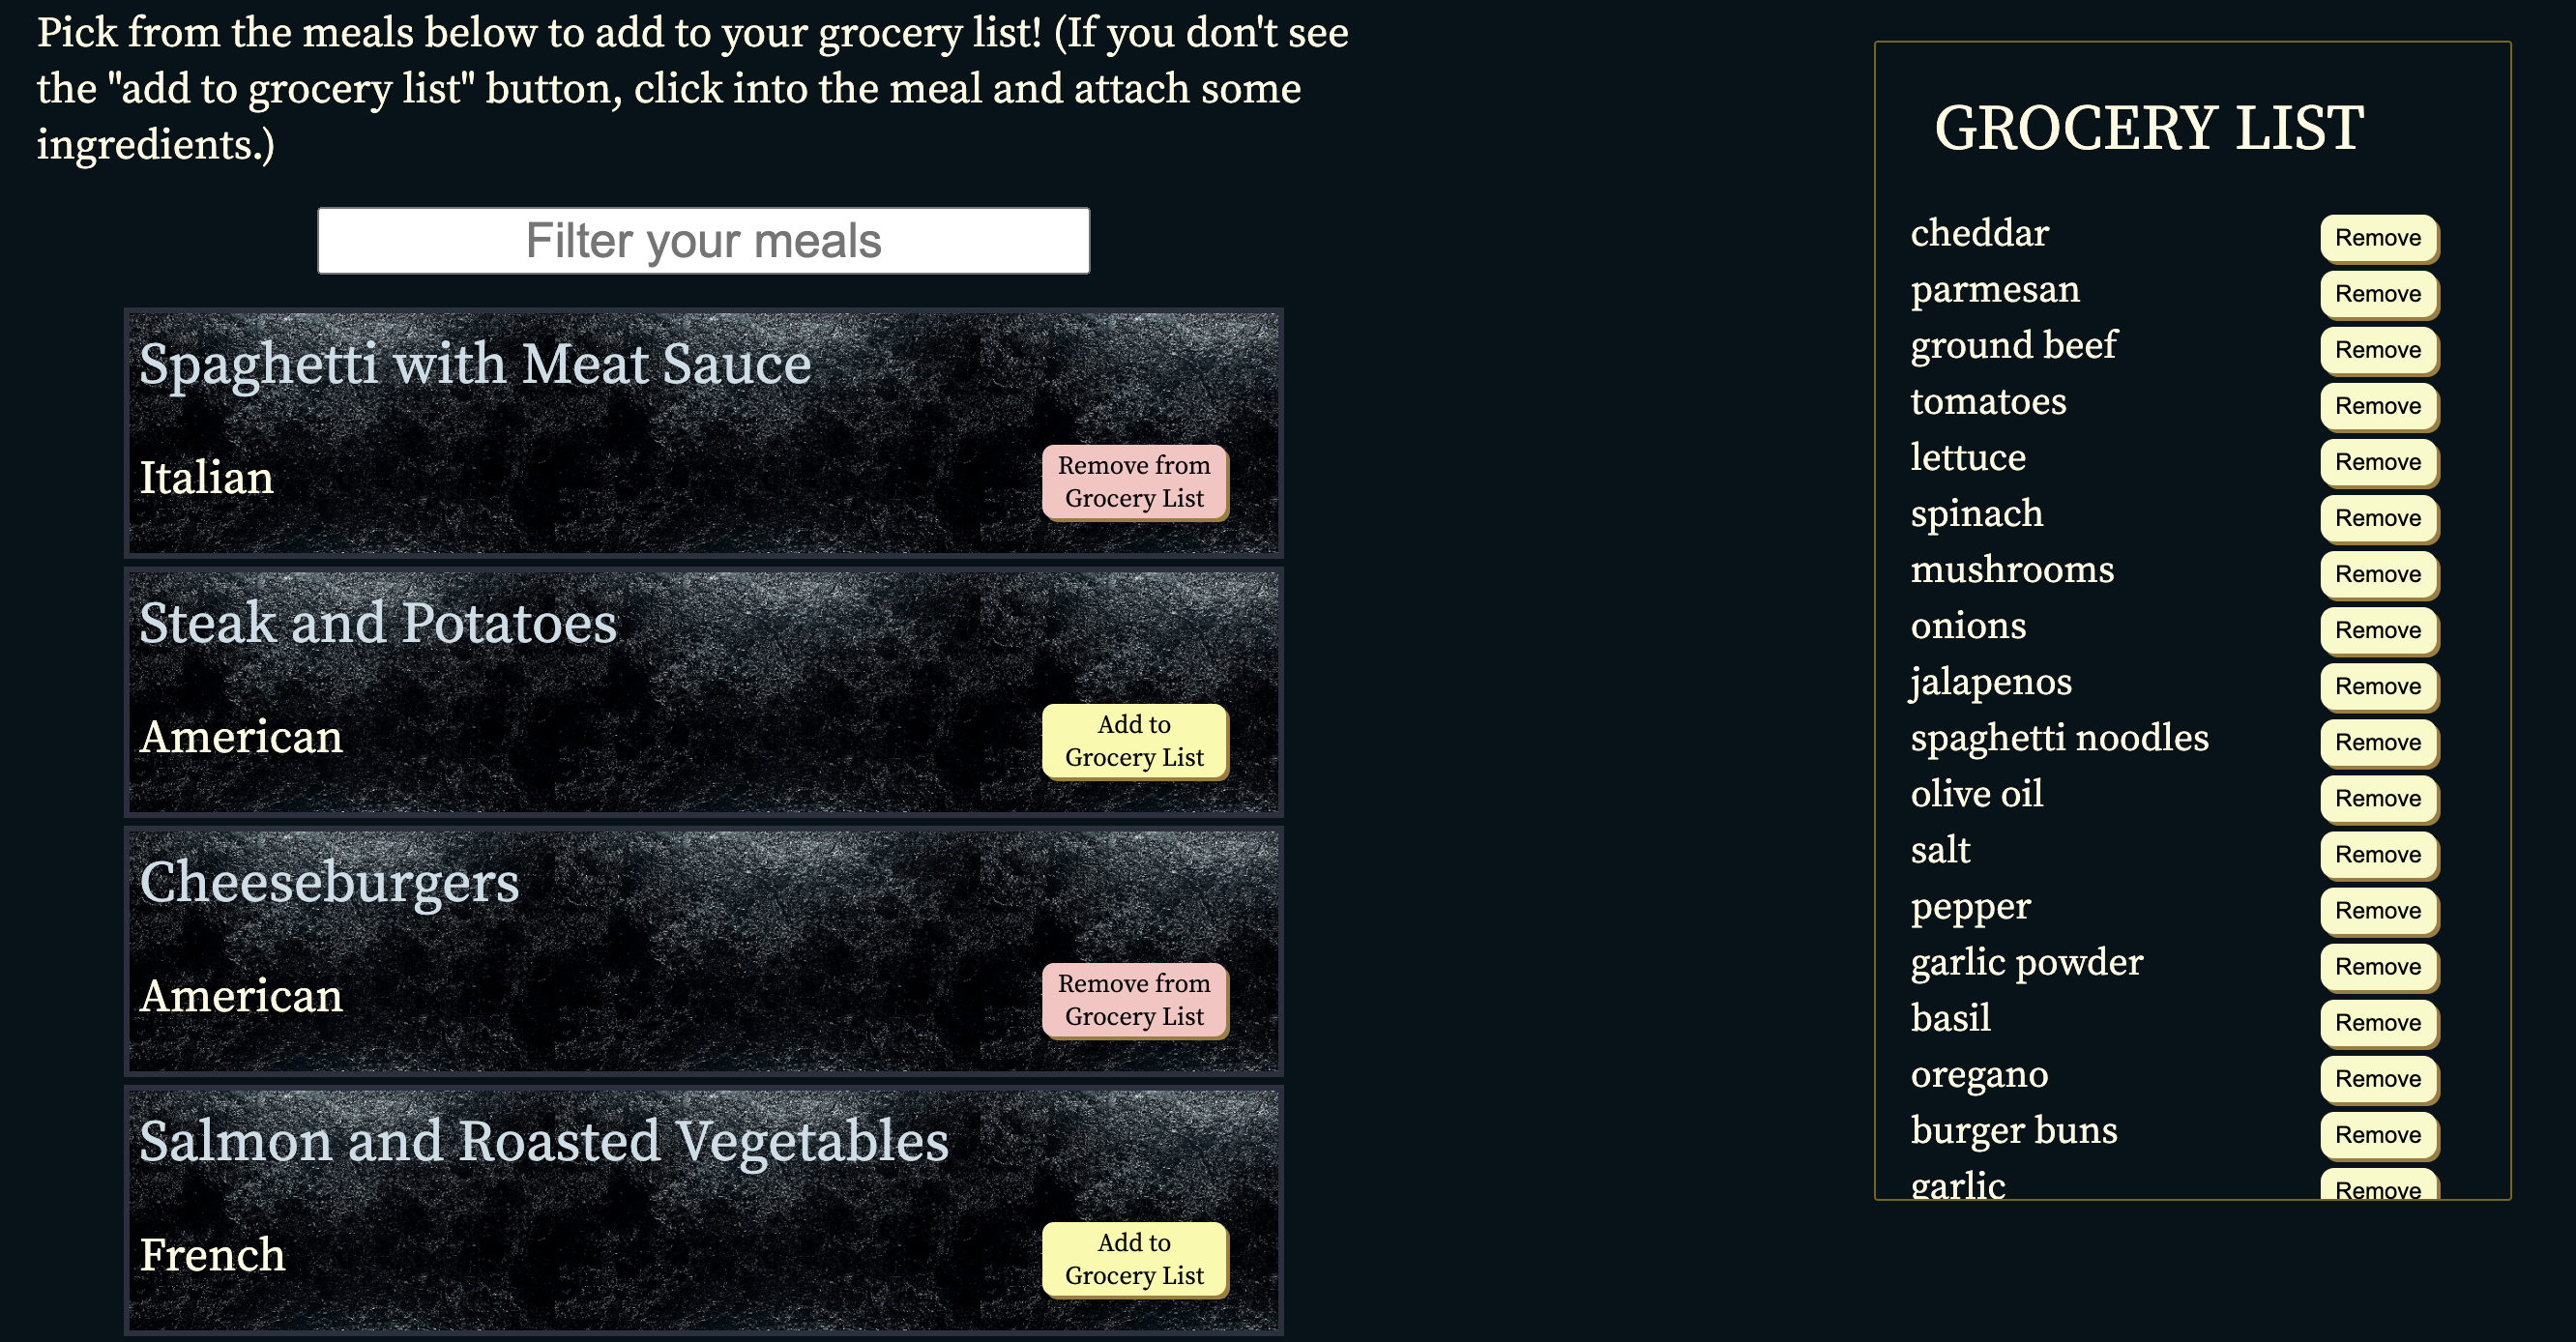 Pick from the meals below to add to your grocery list! (If you don't see
the "add to grocery list" button, click into the meal and attach some
ingredients.)
Filter your meals
Spaghetti with Meat Sauce
Italian
Remove from
Grocery List
Steak and Potatoes
American
Add to
Grocery List
Cheeseburgers
American
Remove from
Grocery List
Salmon and Roasted Vegetables
French
Add to
Grocery List
GROCERY LIST
cheddar Remove
parmesan Remove
ground beef Remove
tomatoes Remove
lettuce Remove
spinach Remove
mushrooms Remove
onions Remove
jalapenos Remove
spaghetti noodles Remove
olive oil Remove
salt Remove
pepper Remove
garlic powder Remove
basil Remove
oregano Remove
burger buns Remove
garlic Remove